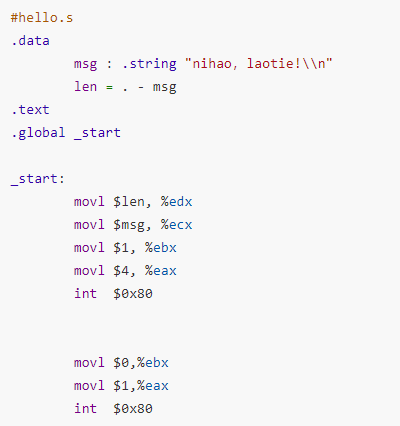 #hello.s
.data
msg : .string "nihao, laotie!\\n"
len = . - msg
.text
.global _start
_start:
movl $len, %edx
movl $msg, %ecx
movl $1, %ebx
movl $4, %eax
int $0x80
movl $0,%ebx
movl $1,%eax
int $0x80